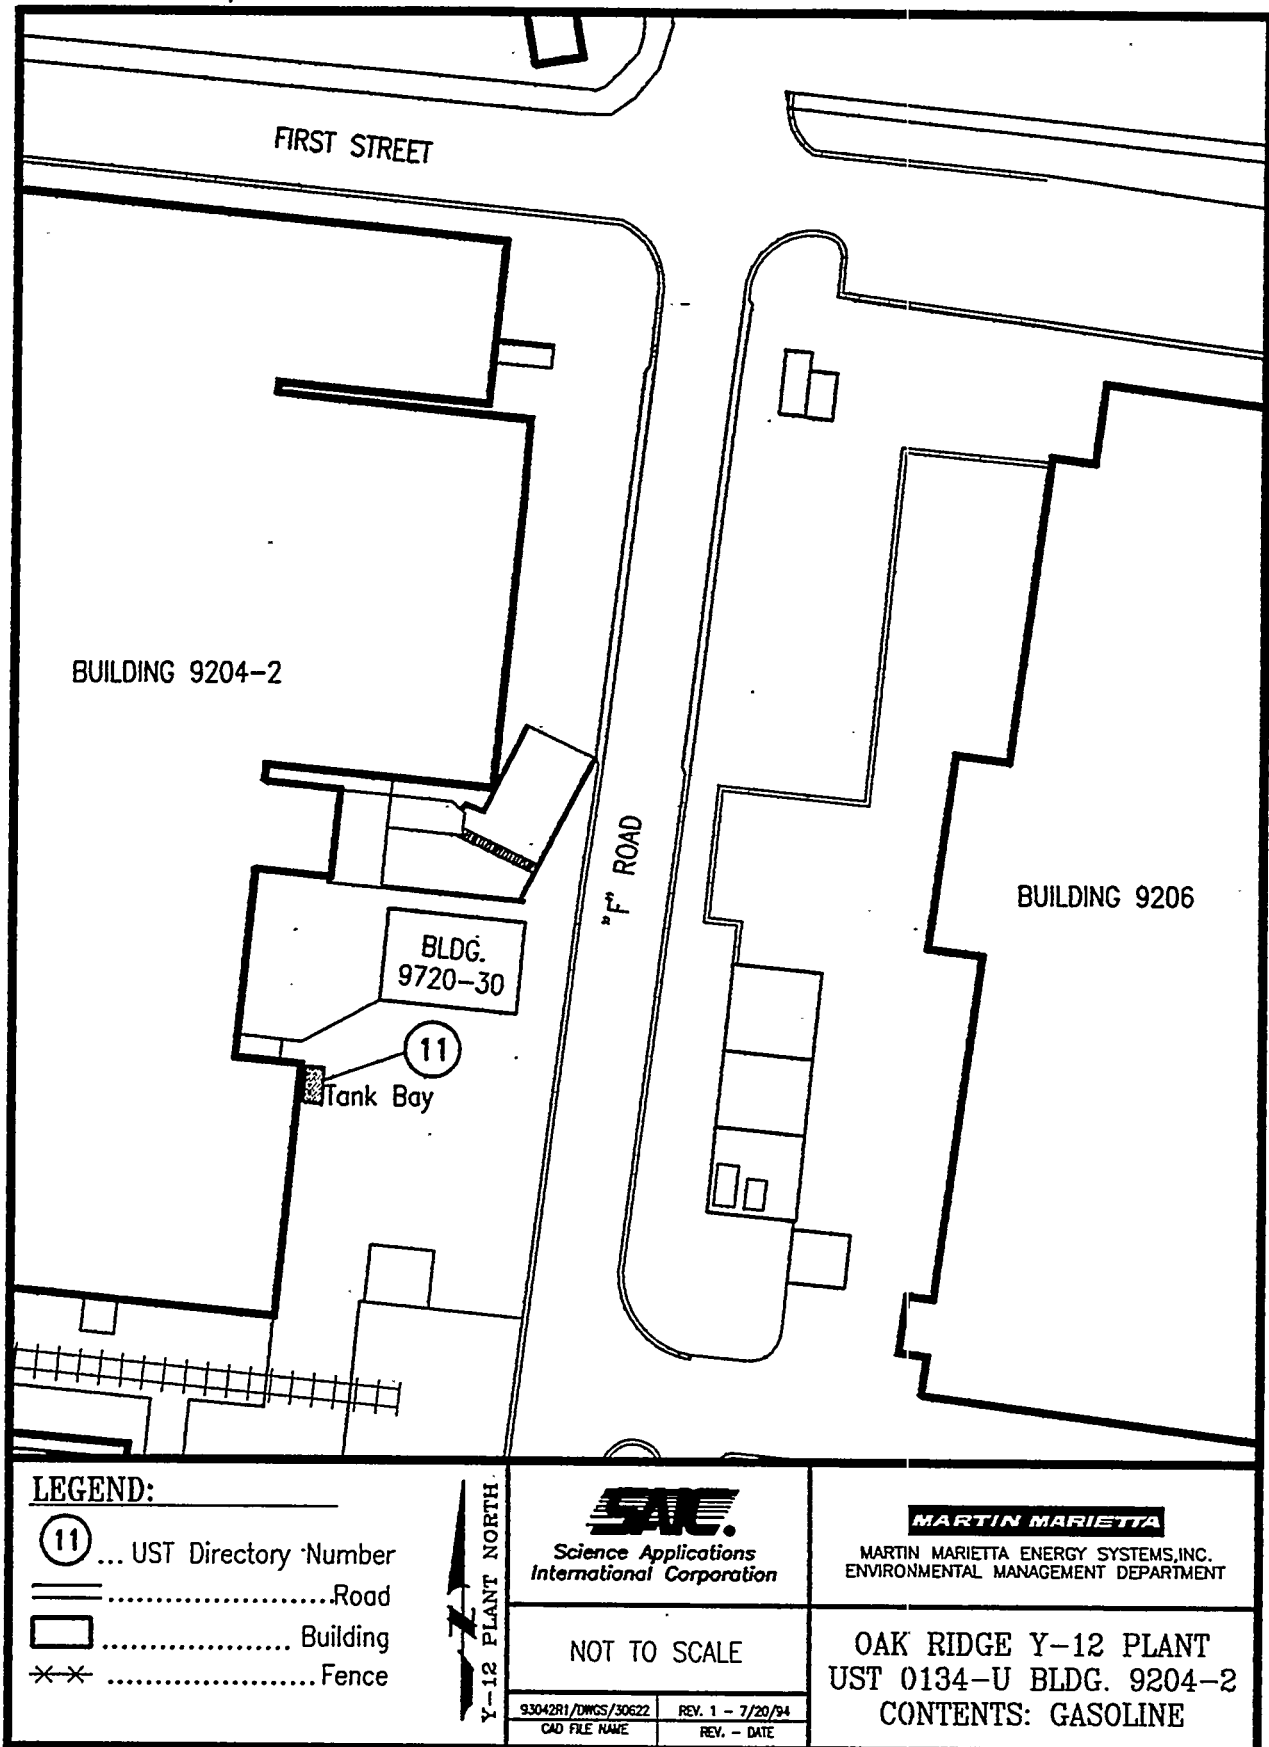 FIRST STREET
BUILDING 9204-2
"F" ROAD
BUILDING 9206
BLDG.
9720-30
11
Tank Bay
LEGEND:
11 ... UST Directory Number
Road
Building
Fence
Y-12 PLANT NORTH
N
SAIC.
Science Applications
International Corporation
NOT TO SCALE
93042R1/DWGS/30622
CAD FILE NAME
REV. 1 - 7/20/94
REV. - DATE
MARTIN MARIETTA
MARTIN MARIETTA ENERGY SYSTEMS,INC.
ENVIRONMENTAL MANAGEMENT DEPARTMENT
OAK RIDGE Y-12 PLANT
UST 0134-U BLDG. 9204-2
CONTENTS: GASOLINE